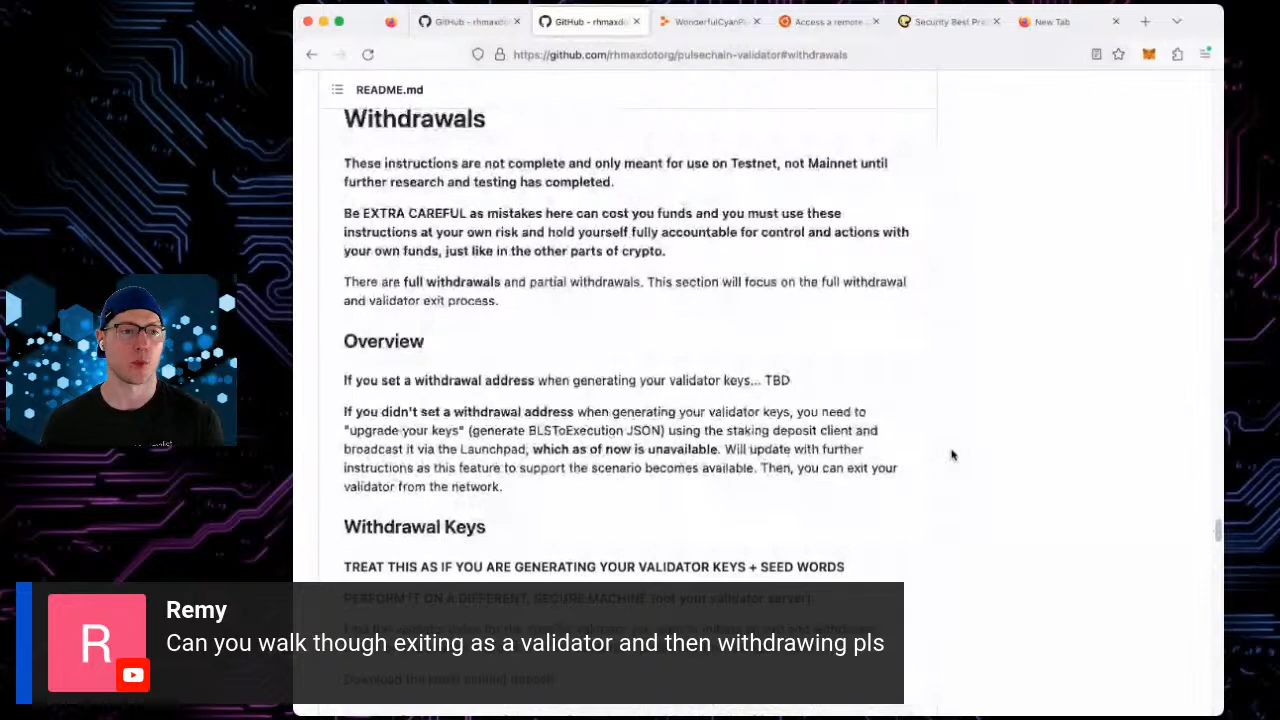 GitHub - rhmaxdo
GitHub - rhmaxdo
WonderfulCyanP
Access a remote
Security Best Pra
New Tab
https://github.com/rhmaxdotorg/pulsechain-validator#withdrawals
README.md
Withdrawals
These instructions are not complete and only meant for use on Testnet, not Mainnet until
further research and testing has completed.
Be EXTRA CAREFUL as mistakes here can cost you funds and you must use these
instructions at your own risk and hold yourself fully accountable for control and actions with
your own funds, just like in the other parts of crypto.
There are full withdrawals and partial withdrawals. This section will focus on the full withdrawal
and validator exit process.
Overview
If you set a withdrawal address when generating your validator keys... TBD
If you didn't set a withdrawal address when generating your validator keys, you need to
"upgrade your keys" (generate BLSToExecution JSON) using the staking deposit client and
broadcast it via the Launchpad, which as of now is unavailable. Will update with further
instructions as this feature to support the scenario becomes available. Then, you can exit your
validator from the network.
Withdrawal Keys
TREAT THIS AS IF YOU ARE GENERATING YOUR VALIDATOR KEYS + SEED WORDS
PERFORM IT ON A DIFFERENT, SECURE MACHINE (not your validator server)
R
Remy
Can you walk though exiting as a validator and then withdrawing pls